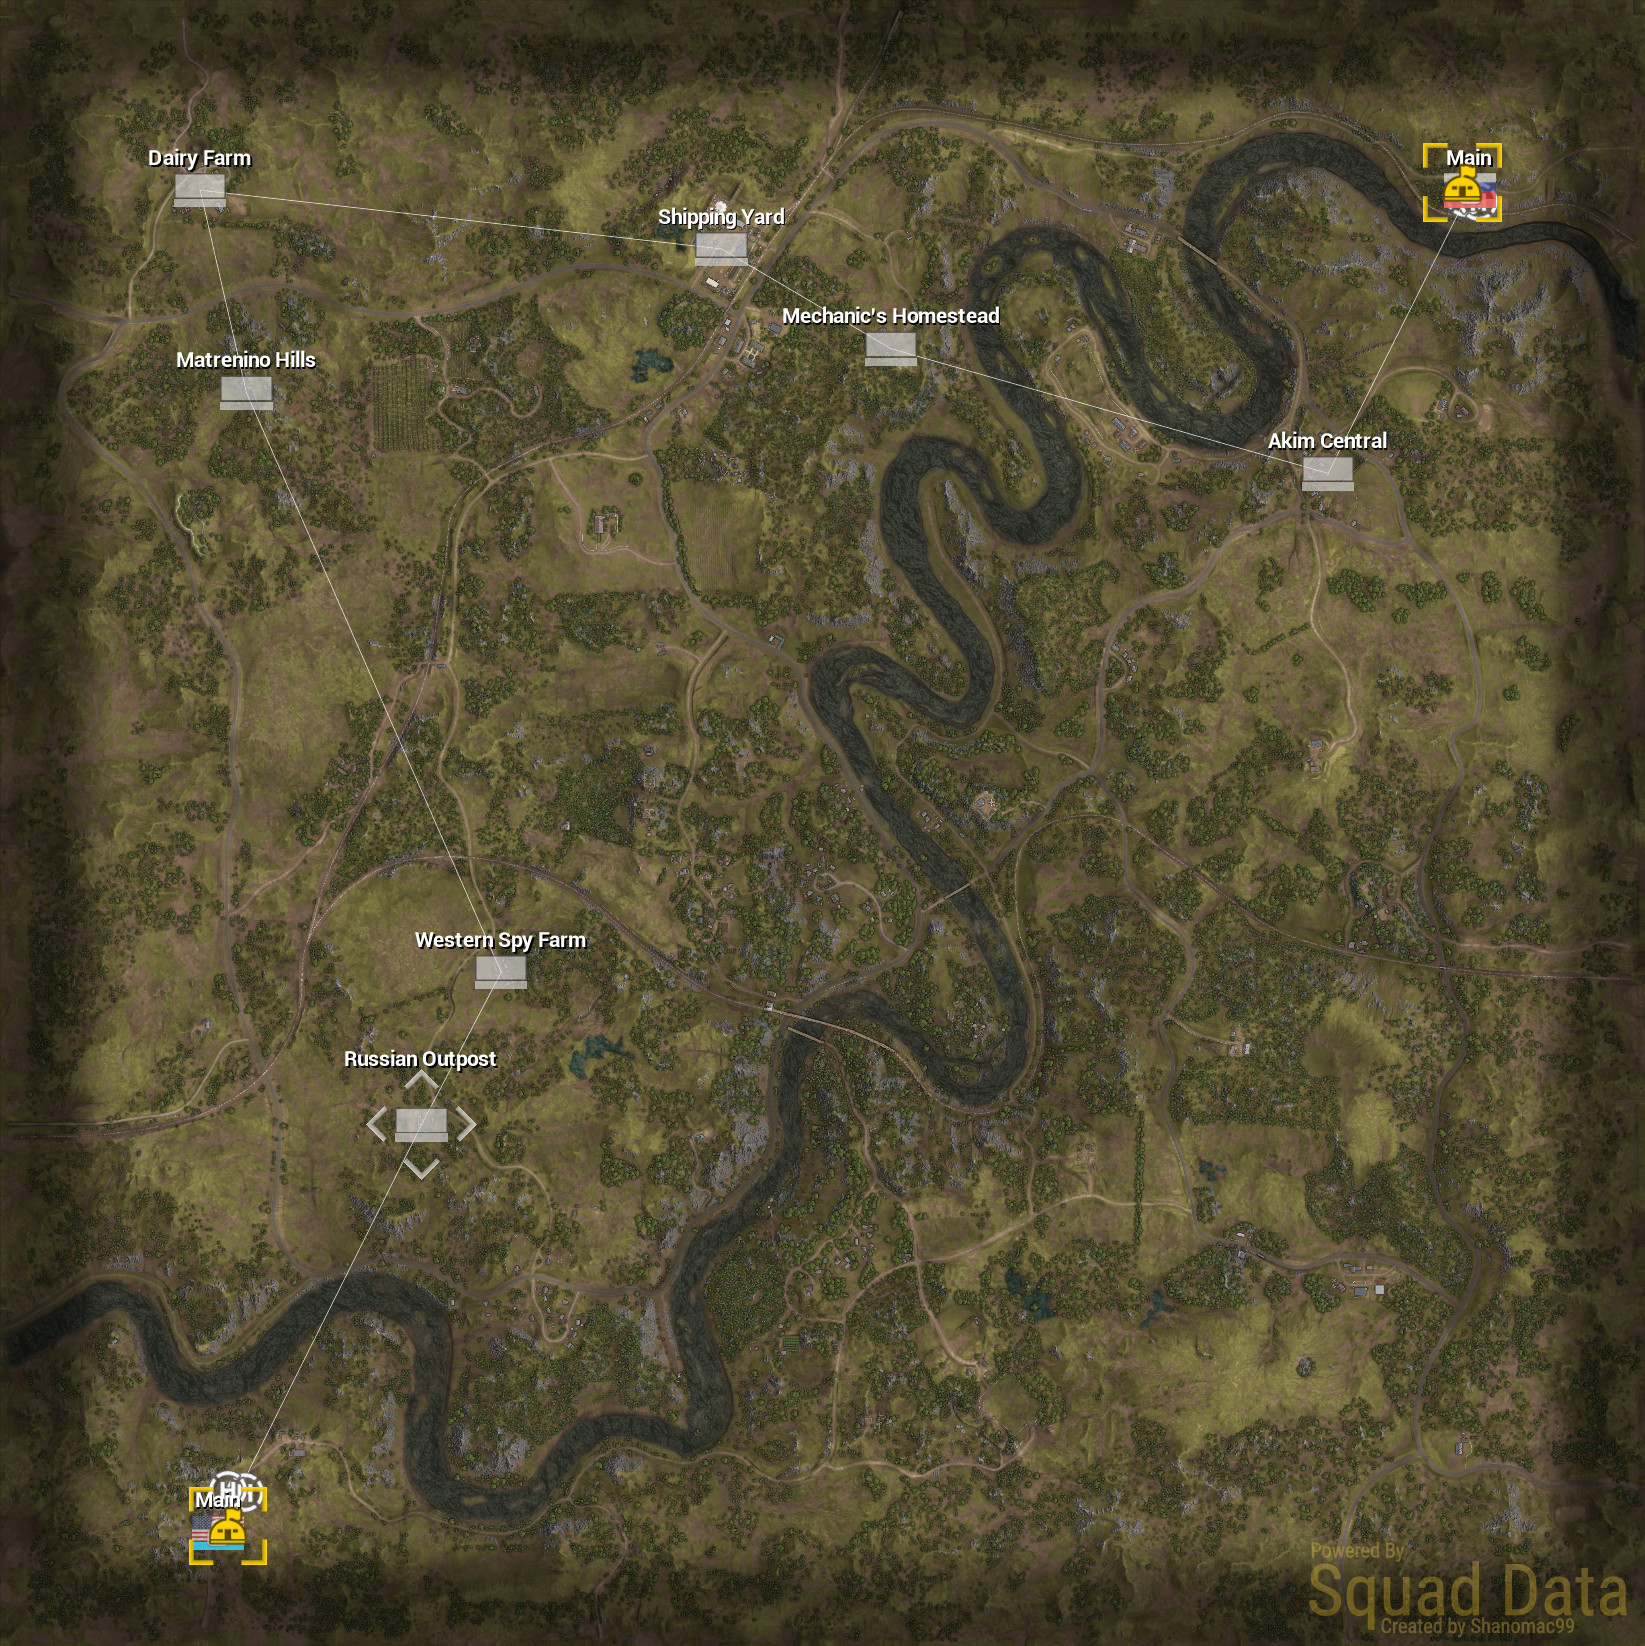 Dairy Farm
Main
Shipping Yard
Mechanic's Homestead
Matrenino Hills
Akim Central
Western Spy Farm
Russian Outpost
H
Main
Powered By
Squad Data
Created by Shanomac99